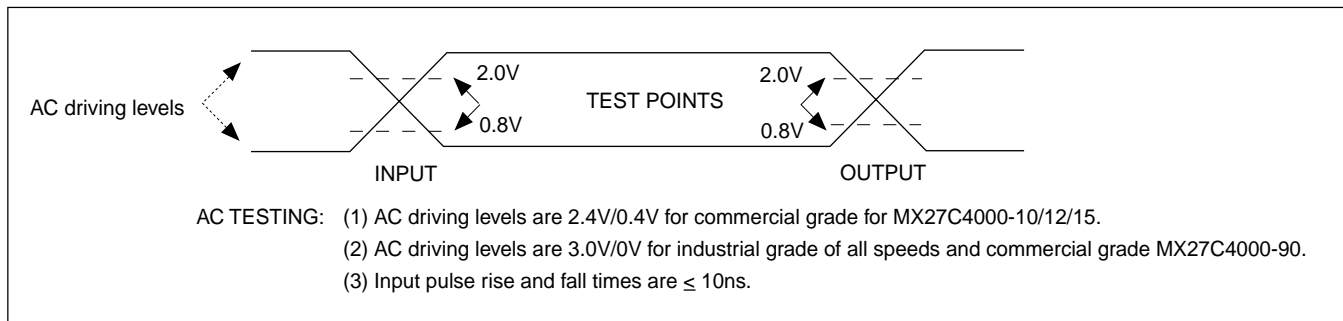 2.0V
2.0V
AC driving levels
TEST POINTS
0.8V
0.8V
INPUT
OUTPUT
AC TESTING: (1) AC driving levels are 2.4V/0.4V for commercial grade for MX27C4000-10/12/15.
(2) AC driving levels are 3.0V/0V for industrial grade of all speeds and commercial grade MX27C4000-90.
(3) Input pulse rise and fall times are ≤ 10ns.